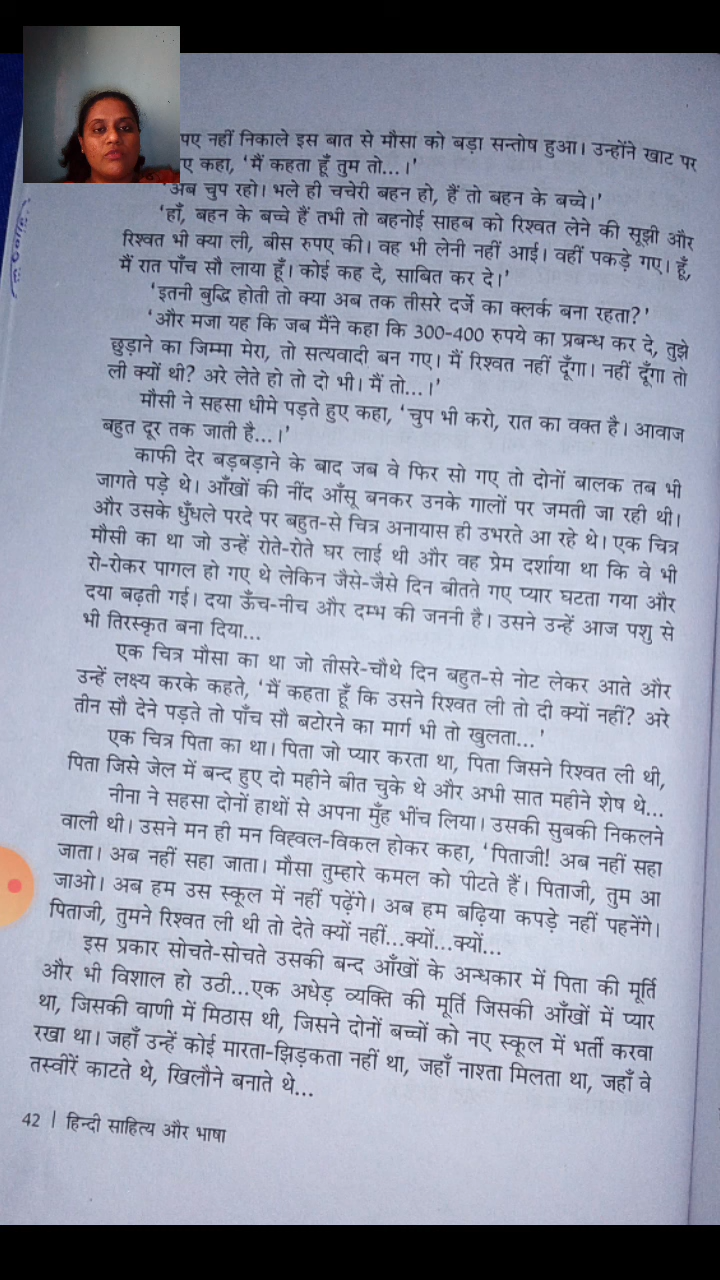 पए नहीं निकाले इस बात से मौसा को बड़ा सन्तोष हुआ। उन्होंने खाट पर
ए कहा, 'मैं कहता हूँ तुम तो...।'
'अब चुप रहो। भले ही चचेरी बहन हो, हैं तो बहन के बच्चे।'
'हाँ, बहन के बच्चे हैं तभी तो बहनोई साहब को रिश्वत लेने की सूझी और
रिश्वत भी क्या ली, बीस रुपए की। वह भी लेनी नहीं आई। वहीं पकड़े गए। हूँ,
मैं रात पाँच सौ लाया हूँ। कोई कह दे, साबित कर दे।'
'इतनी बुद्धि होती तो क्या अब तक तीसरे दर्जे का क्लर्क बना रहता?'
'और मजा यह कि जब मैंने कहा कि 300-400 रुपये का प्रबन्ध कर दे, तुझे
छुड़ाने का जिम्मा मेरा, तो सत्यवादी बन गए। मैं रिश्वत नहीं दूँगा। नहीं दूँगा तो
ली क्यों थी? अरे लेते हो तो दो भी। मैं तो...।'
मौसी ने सहसा धीमे पड़ते हुए कहा, 'चुप भी करो, रात का वक्त है। आवाज
बहुत दूर तक जाती है...।'
काफी देर बड़बड़ाने के बाद जब वे फिर सो गए तो दोनों बालक तब भी
जागते पड़े थे। आँखों की नींद आँसू बनकर उनके गालों पर जमती जा रही थी।
और उसके धुँधले परदे पर बहुत-से चित्र अनायास ही उभरते आ रहे थे। एक चित्र
मौसी का था जो उन्हें रोते-रोते घर लाई थी और वह प्रेम दर्शाया था कि वे भी
रो-रोकर पागल हो गए थे लेकिन जैसे-जैसे दिन बीतते गए प्यार घटता गया और
दया बढ़ती गई। दया ऊँच-नीच और दम्भ की जननी है। उसने उन्हें आज पशु से
भी तिरस्कृत बना दिया...
एक चित्र मौसा का था जो तीसरे-चौथे दिन बहुत-से नोट लेकर आते और
उन्हें लक्ष्य करके कहते, 'मैं कहता हूँ कि उसने रिश्वत ली तो दी क्यों नहीं? अरे
तीन सौ देने पड़ते तो पाँच सौ बटोरने का मार्ग भी तो खुलता...'
एक चित्र पिता का था। पिता जो प्यार करता था, पिता जिसने रिश्वत ली थी,
पिता जिसे जेल में बन्द हुए दो महीने बीत चुके थे और अभी सात महीने शेष थे...
नीना ने सहसा दोनों हाथों से अपना मुँह भींच लिया। उसकी सुबकी निकलने
वाली थी। उसने मन ही मन विह्वल-विकल होकर कहा, 'पिताजी! अब नहीं सहा
जाता। अब नहीं सहा जाता। मौसा तुम्हारे कमल को पीटते हैं। पिताजी, तुम आ
जाओ। अब हम उस स्कूल में नहीं पढ़ेंगे। अब हम बढ़िया कपड़े नहीं पहनेंगे।
पिताजी, तुमने रिश्वत ली थी तो देते क्यों नहीं...क्यों...क्यों...
इस प्रकार सोचते-सोचते उसकी बन्द आँखों के अन्धकार में पिता की मूर्ति
और भी विशाल हो उठी...एक अधेड़ व्यक्ति की मूर्ति जिसकी आँखों में प्यार
था, जिसकी वाणी में मिठास थी, जिसने दोनों बच्चों को नए स्कूल में भर्ती करवा
रखा था। जहाँ उन्हें कोई मारता-झिड़कता नहीं था, जहाँ नाश्ता मिलता था, जहाँ वे
तस्वीरें काटते थे, खिलौने बनाते थे...
42 | हिन्दी साहित्य और भाषा